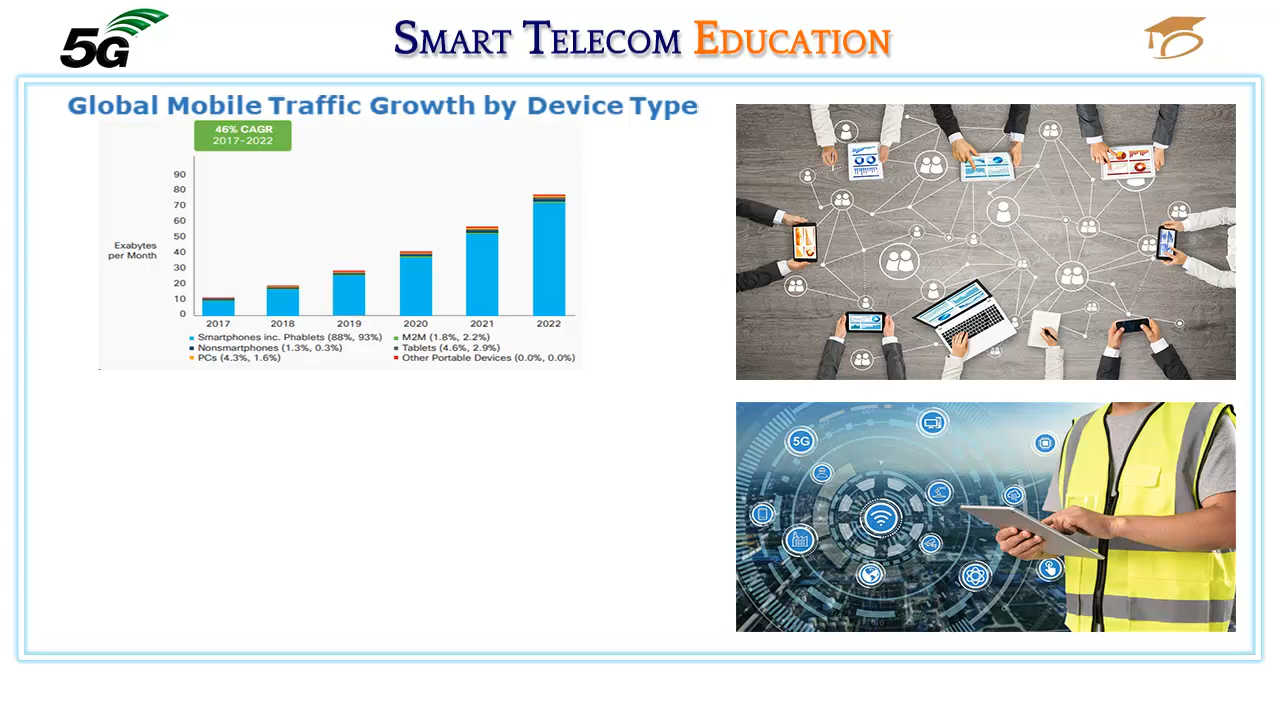 5G
SMART TELECOM EDUCATION
Global Mobile Traffic Growth by Device Type
46% CAGR
2017–2022
90
80
70
60
50
40
30
20
10
0
Exabytes
per Month
2017 2018 2019 2020 2021 2022
Smartphones inc. Phablets (88%, 93%)
Nonsmartphones (1.3%, 0.3%)
PCs (4.3%, 1.6%)
M2M (1.8%, 2.2%)
Tablets (4.6%, 2.9%)
Other Portable Devices (0.0%, 0.0%)
5G